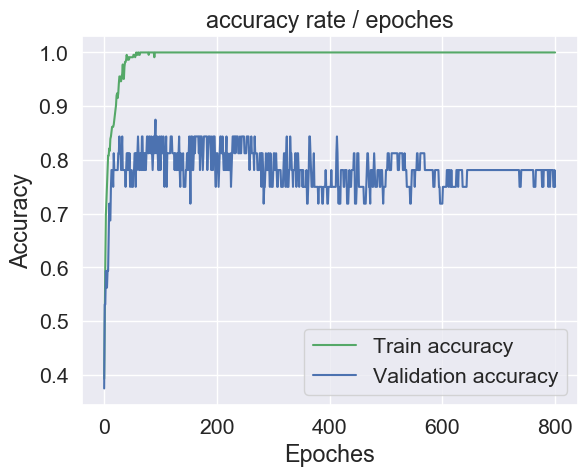 accuracy rate / epoches
1.0
0.9
0.8
0.7
0.6
0.5
0.4
Accuracy
Train accuracy
Validation accuracy
0
200
400
600
800
Epoches